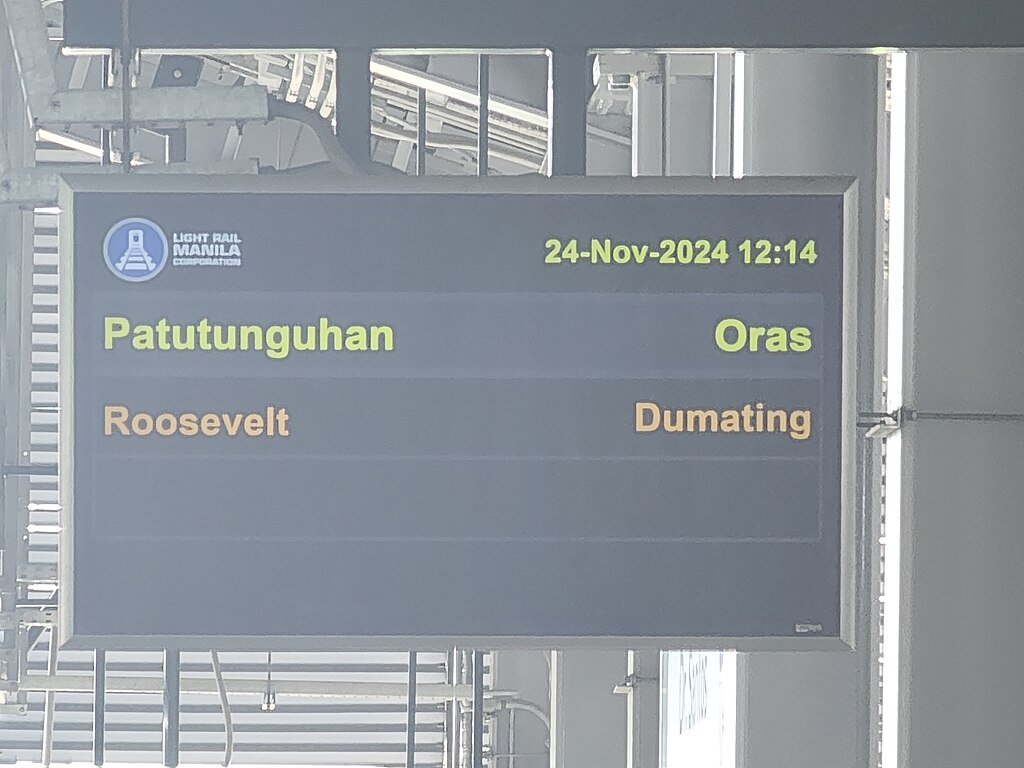 LIGHT RAIL
MANILA
CORPORATION
24-Nov-2024 12:14
Patutunguhan Oras
Roosevelt Dumating